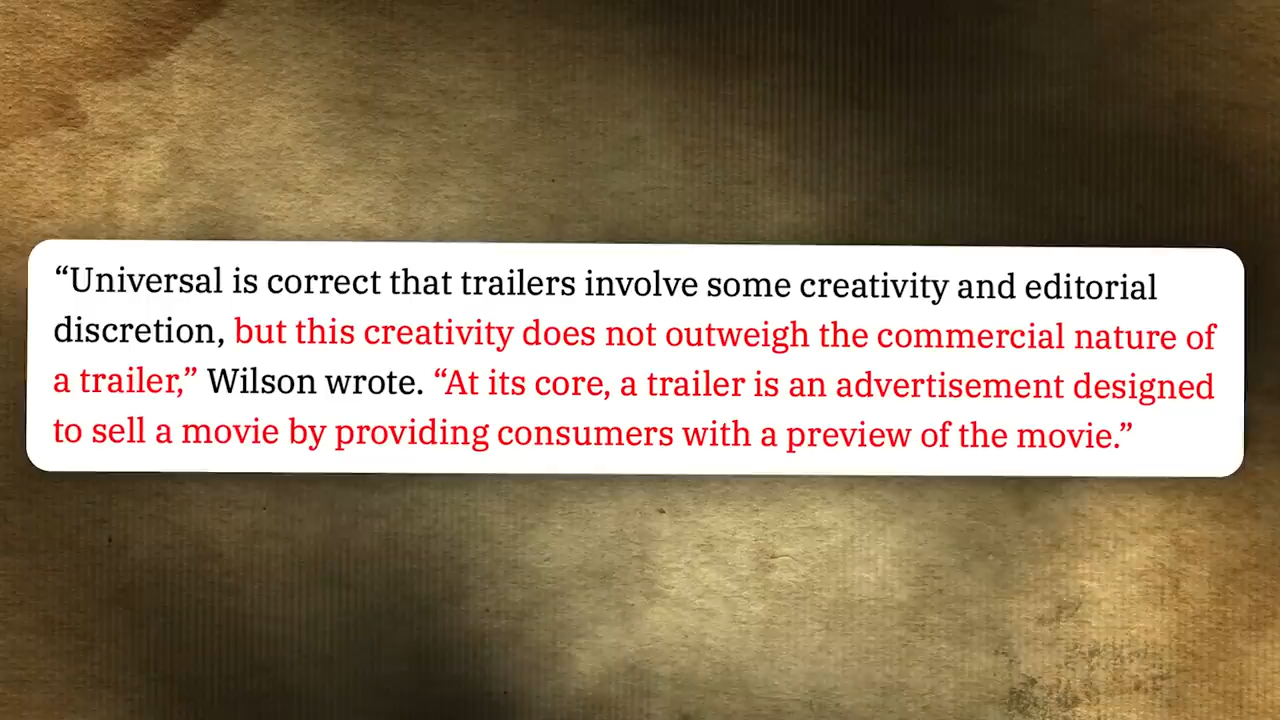 “Universal is correct that trailers involve some creativity and editorial
discretion, but this creativity does not outweigh the commercial nature of
a trailer,” Wilson wrote. “At its core, a trailer is an advertisement designed
to sell a movie by providing consumers with a preview of the movie.”